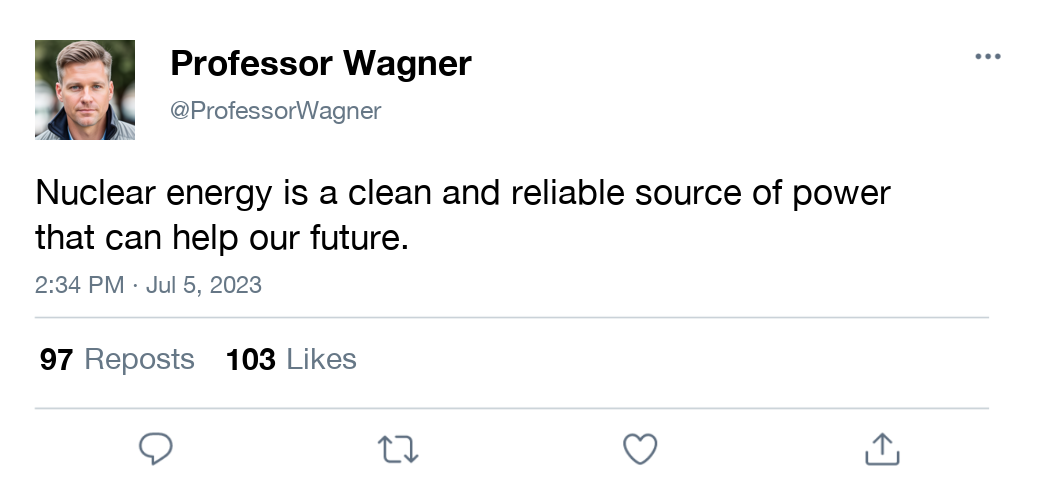 Professor Wagner
@ProfessorWagner
Nuclear energy is a clean and reliable source of power
that can help our future.
2:34 PM · Jul 5, 2023
97 Reposts 103 Likes